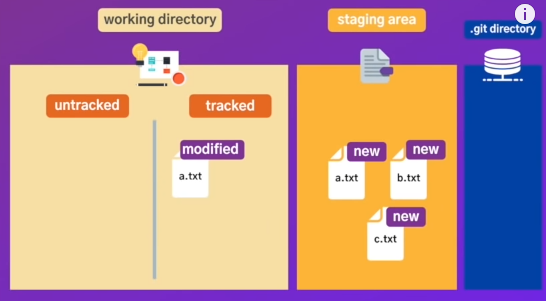 working directory
staging area
.git directory
untracked
tracked
modified
a.txt
new
a.txt
new
b.txt
new
c.txt